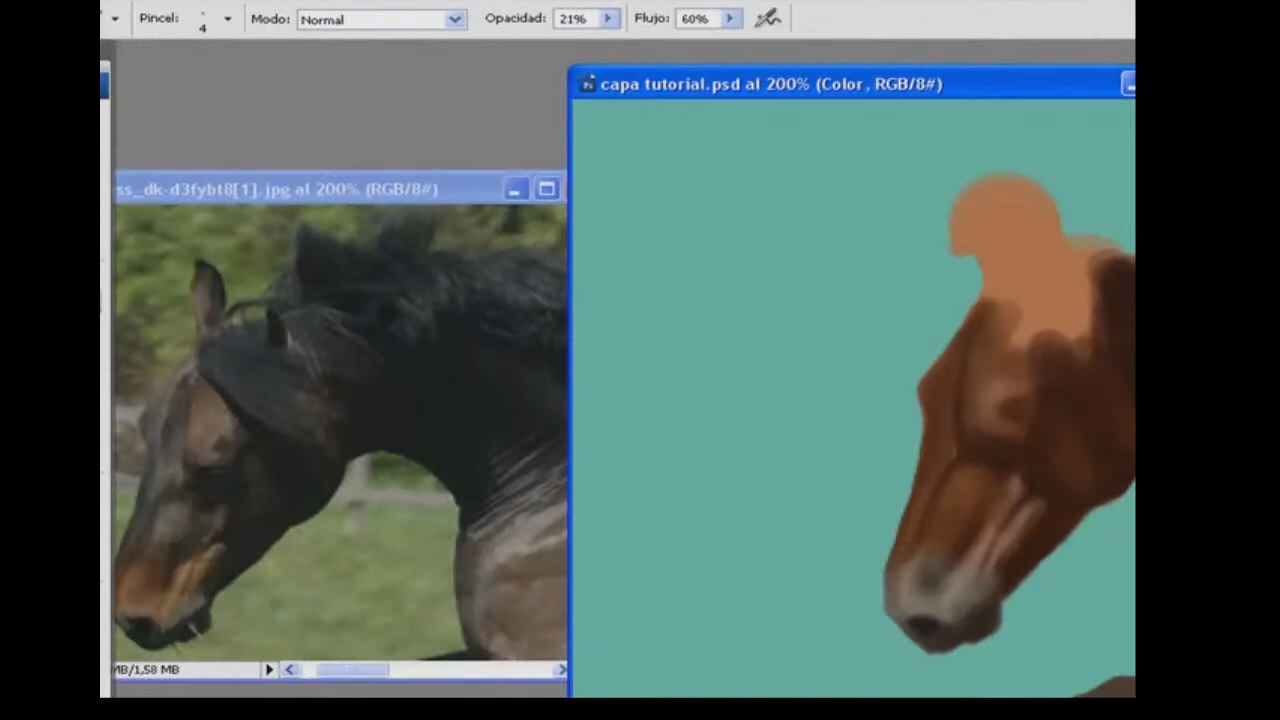 Pincel: 4 Modo: Normal Opacidad: 21% Flujo: 60%
capa tutorial.psd al 200% (Color, RGB/8#)
ss_dk-d3fybt8[1].jpg al 200% (RGB/8#)
MB/1,58 MB